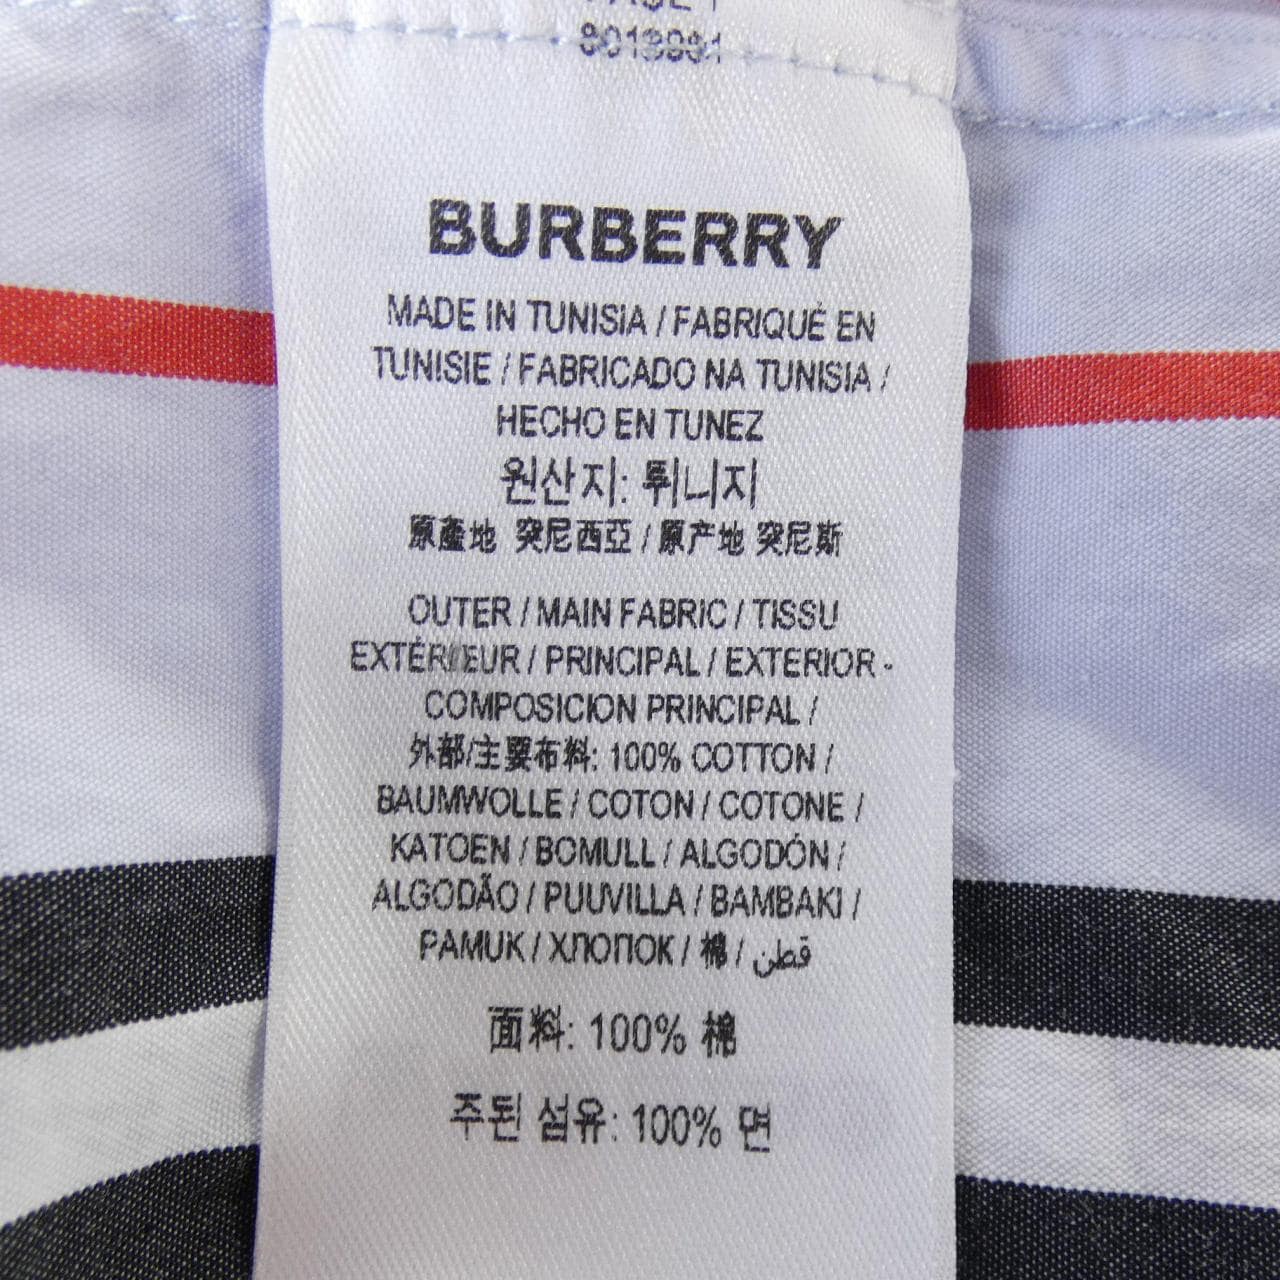 8013981
BURBERRY
MADE IN TUNISIA / FABRIQUÉ EN
TUNISIE / FABRICADO NA TUNISIA /
HECHO EN TUNEZ
원산지: 튀니지
原產地 突尼西亞 / 原产地 突尼斯
OUTER / MAIN FABRIC / TISSU
EXTÉRIEUR / PRINCIPAL / EXTERIOR -
COMPOSICION PRINCIPAL /
外部/主要布料: 100% COTTON /
BAUMWOLLE / COTON / COTONE /
KATOEN / BOMULL / ALGODÓN /
ALGODÃO / PUUVILLA / BAMBAKI /
PAMUK / ХЛОПОК / 棉 / قطن
面料: 100% 棉
주된 섬유: 100% 면